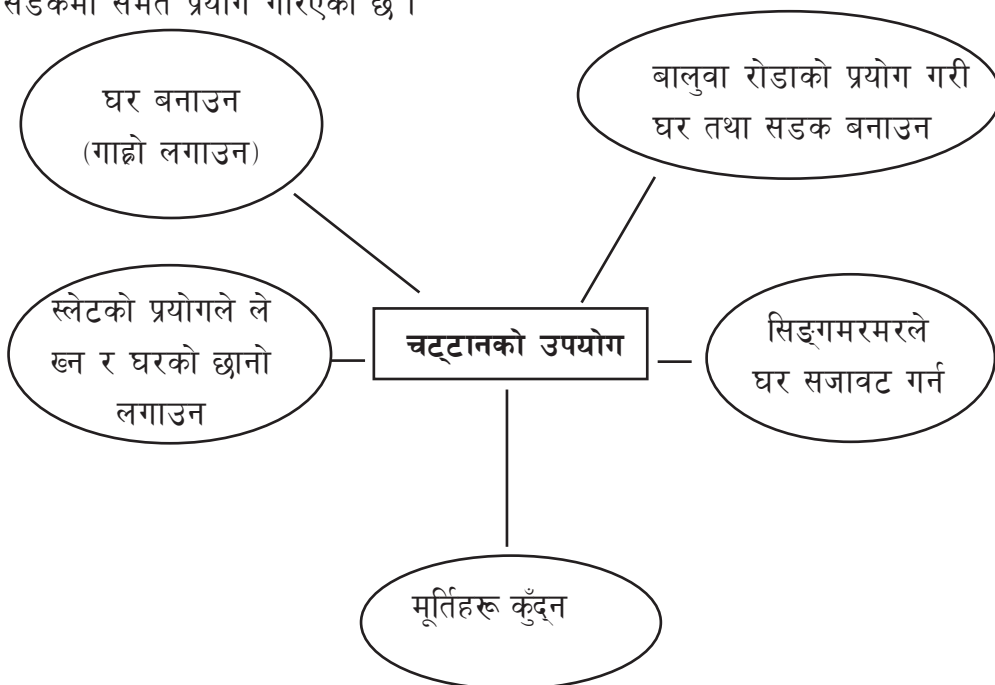 सडकमा समेत प्रयोग गरिएको छ ।
घर बनाउन
(गाह्रो लगाउन)
बालुवा रोडाको प्रयोग गरी
घर तथा सडक बनाउन
स्लेटको प्रयोगले ले
ख्न र घरको छानो
लगाउन
चट्टानको उपयोग
सिङ्गमरमरले
घर सजावट गर्न
मूर्तिहरू कुँद्न